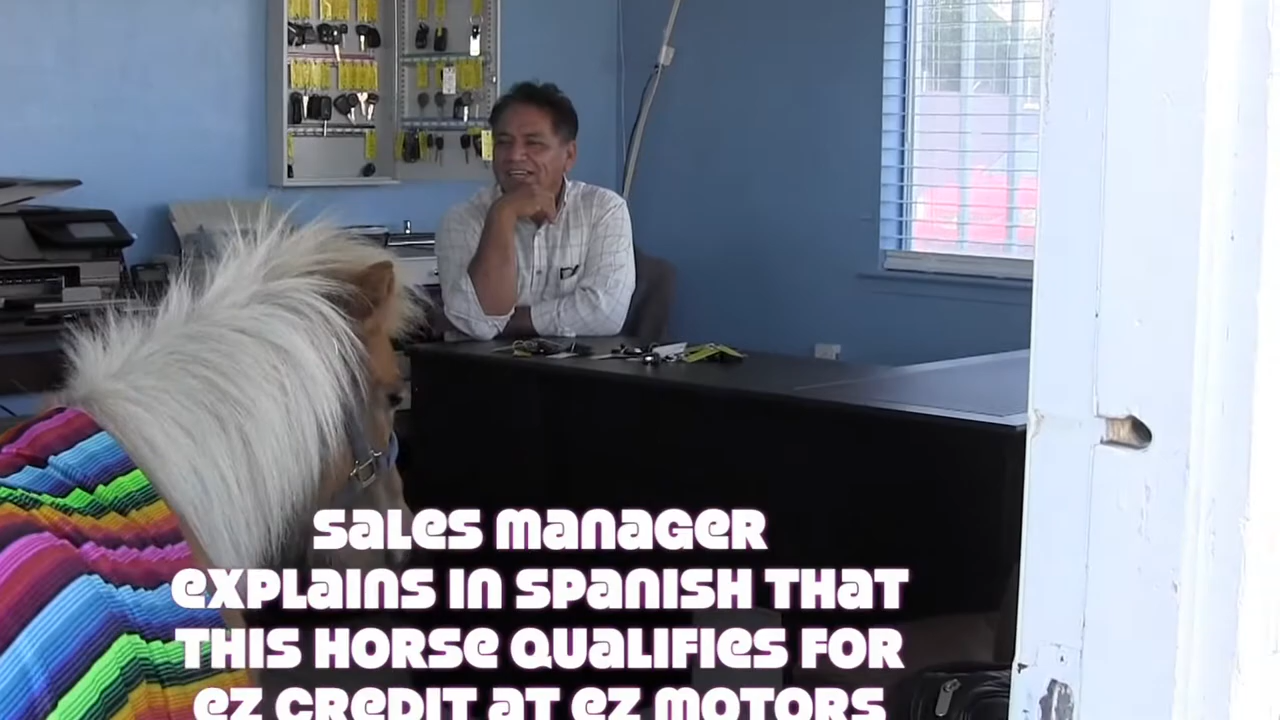 SALES MANAGER
EXPLAINS IN SPANISH THAT
THIS HORSE QUALIFIES FOR
EZ CREDIT AT EZ MOTORS